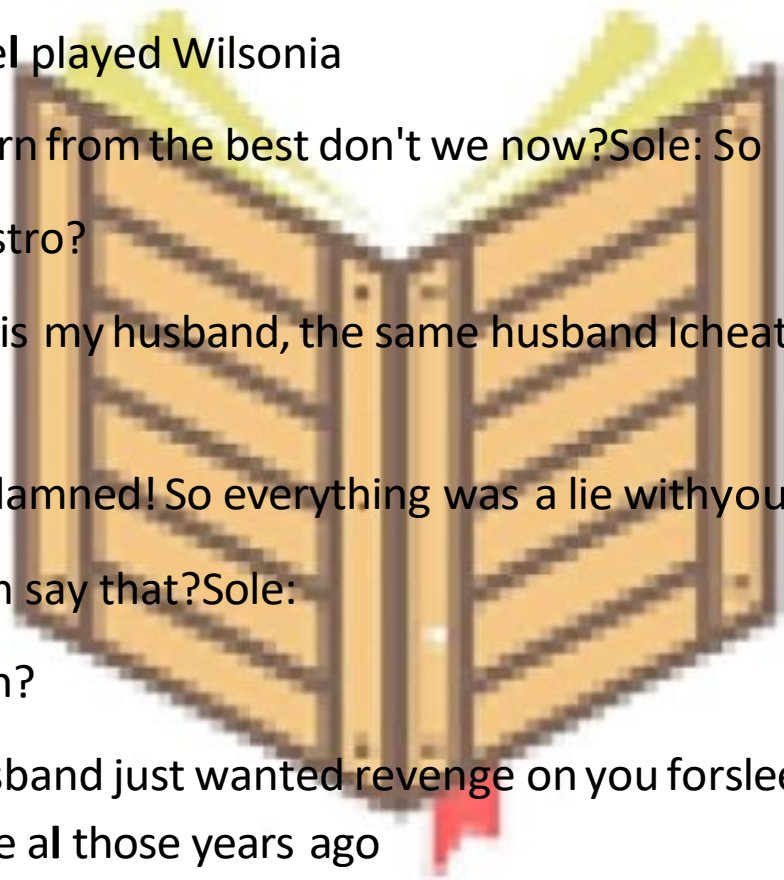 el played Wilsonia
rn from the best don't we now?Sole: So
stro?
is my husband, the same husband Icheat
lamned! So everything was a lie withyou
n say that?Sole:
n?
sband just wanted revenge on you forslee
e al those years ago